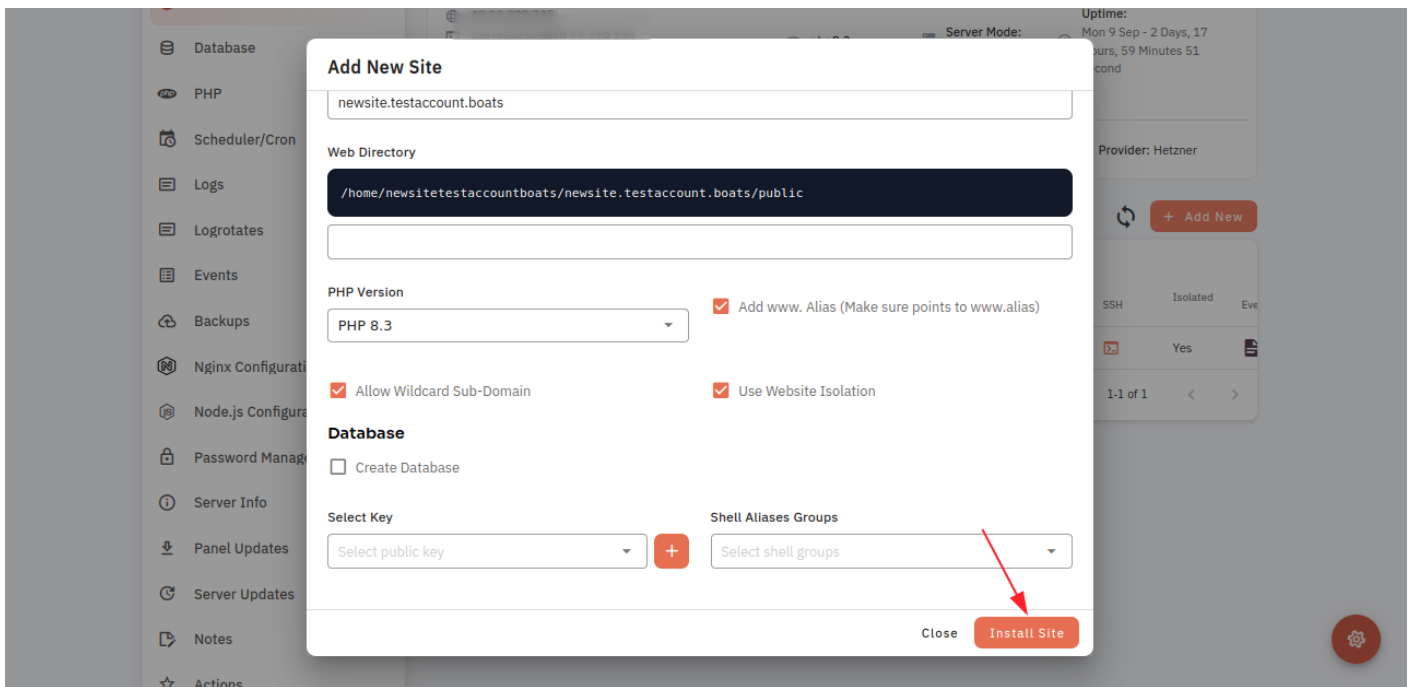 Database
PHP
Scheduler/Cron
Logs
Logrotates
Events
Backups
Nginx Configurati
Node.js Configura
Password Manag
Server Info
Panel Updates
Server Updates
Notes
Actions
Uptime:
Server Mode:
Mon 9 Sep - 2 Days, 17
ours, 59 Minutes 51
econd
Provider: Hetzner
+ Add New
SSH
Isolated
Eve
Yes
1-1 of 1
Add New Site
newsite.testaccount.boats
Web Directory
/home/newsitetestaccountboats/newsite.testaccount.boats/public
PHP Version
PHP 8.3
Add www. Alias (Make sure points to www.alias)
Allow Wildcard Sub-Domain
Use Website Isolation
Database
Create Database
Select Key
Shell Aliases Groups
Select public key
+
Select shell groups
Close
Install Site